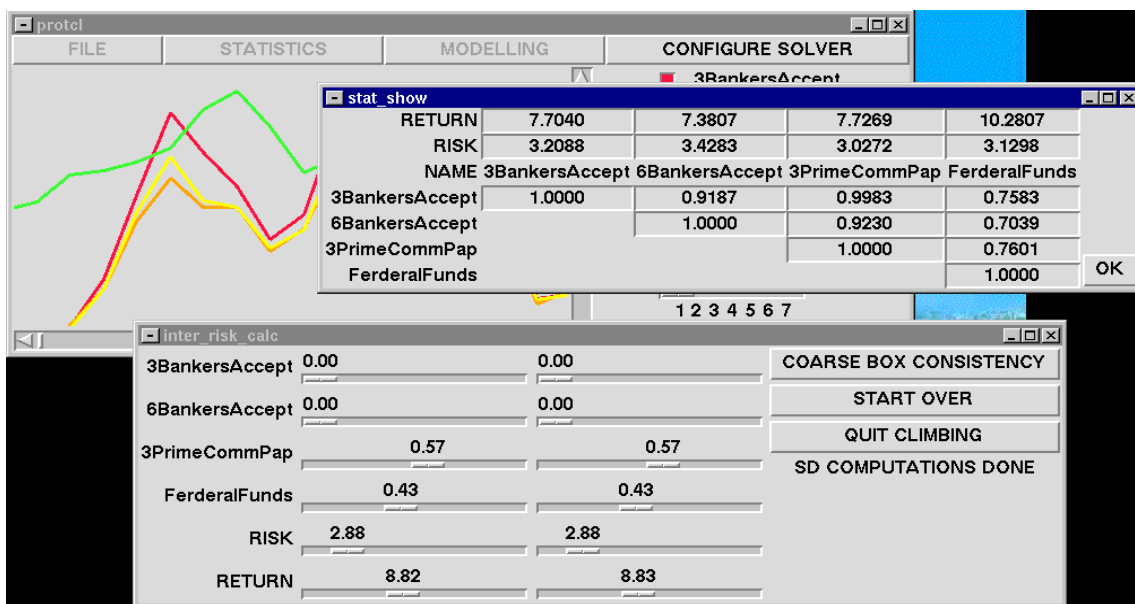 protcl
FILE STATISTICS MODELLING CONFIGURE SOLVER
3BankersAccept
stat_show
RETURN 7.7040 7.3807 7.7269 10.2807
RISK 3.2088 3.4283 3.0272 3.1298
NAME 3BankersAccept 6BankersAccept 3PrimeCommPap FerderalFunds
3BankersAccept 1.0000 0.9187 0.9983 0.7583
6BankersAccept 1.0000 0.9230 0.7039
3PrimeCommPap 1.0000 0.7601
FerderalFunds 1.0000 OK
1 2 3 4 5 6 7
inter_risk_calc
3BankersAccept 0.00 0.00 COARSE BOX CONSISTENCY
6BankersAccept 0.00 0.00 START OVER
3PrimeCommPap 0.57 0.57 QUIT CLIMBING
SD COMPUTATIONS DONE
FerderalFunds 0.43 0.43
RISK 2.88 2.88
RETURN 8.82 8.83